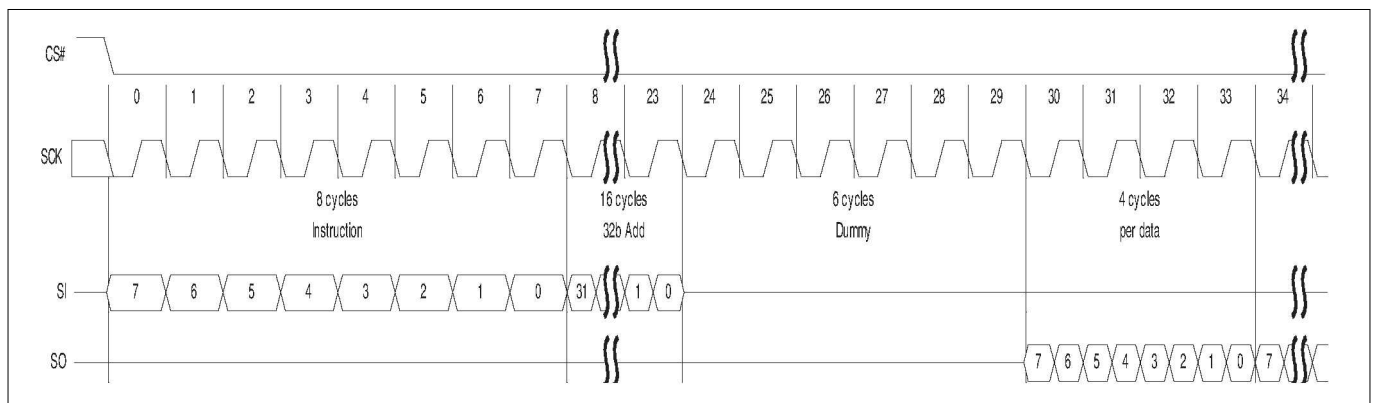 CS#
0 1 2 3 4 5 6 7 8 23 24 25 26 27 28 29 30 31 32 33 34
SCK
8 cycles 16 cycles 6 cycles 4 cycles
Instruction 32b Add Dummy per data
SI 7 6 5 4 3 2 1 0 31 1 0
SO 7 6 5 4 3 2 1 0 7